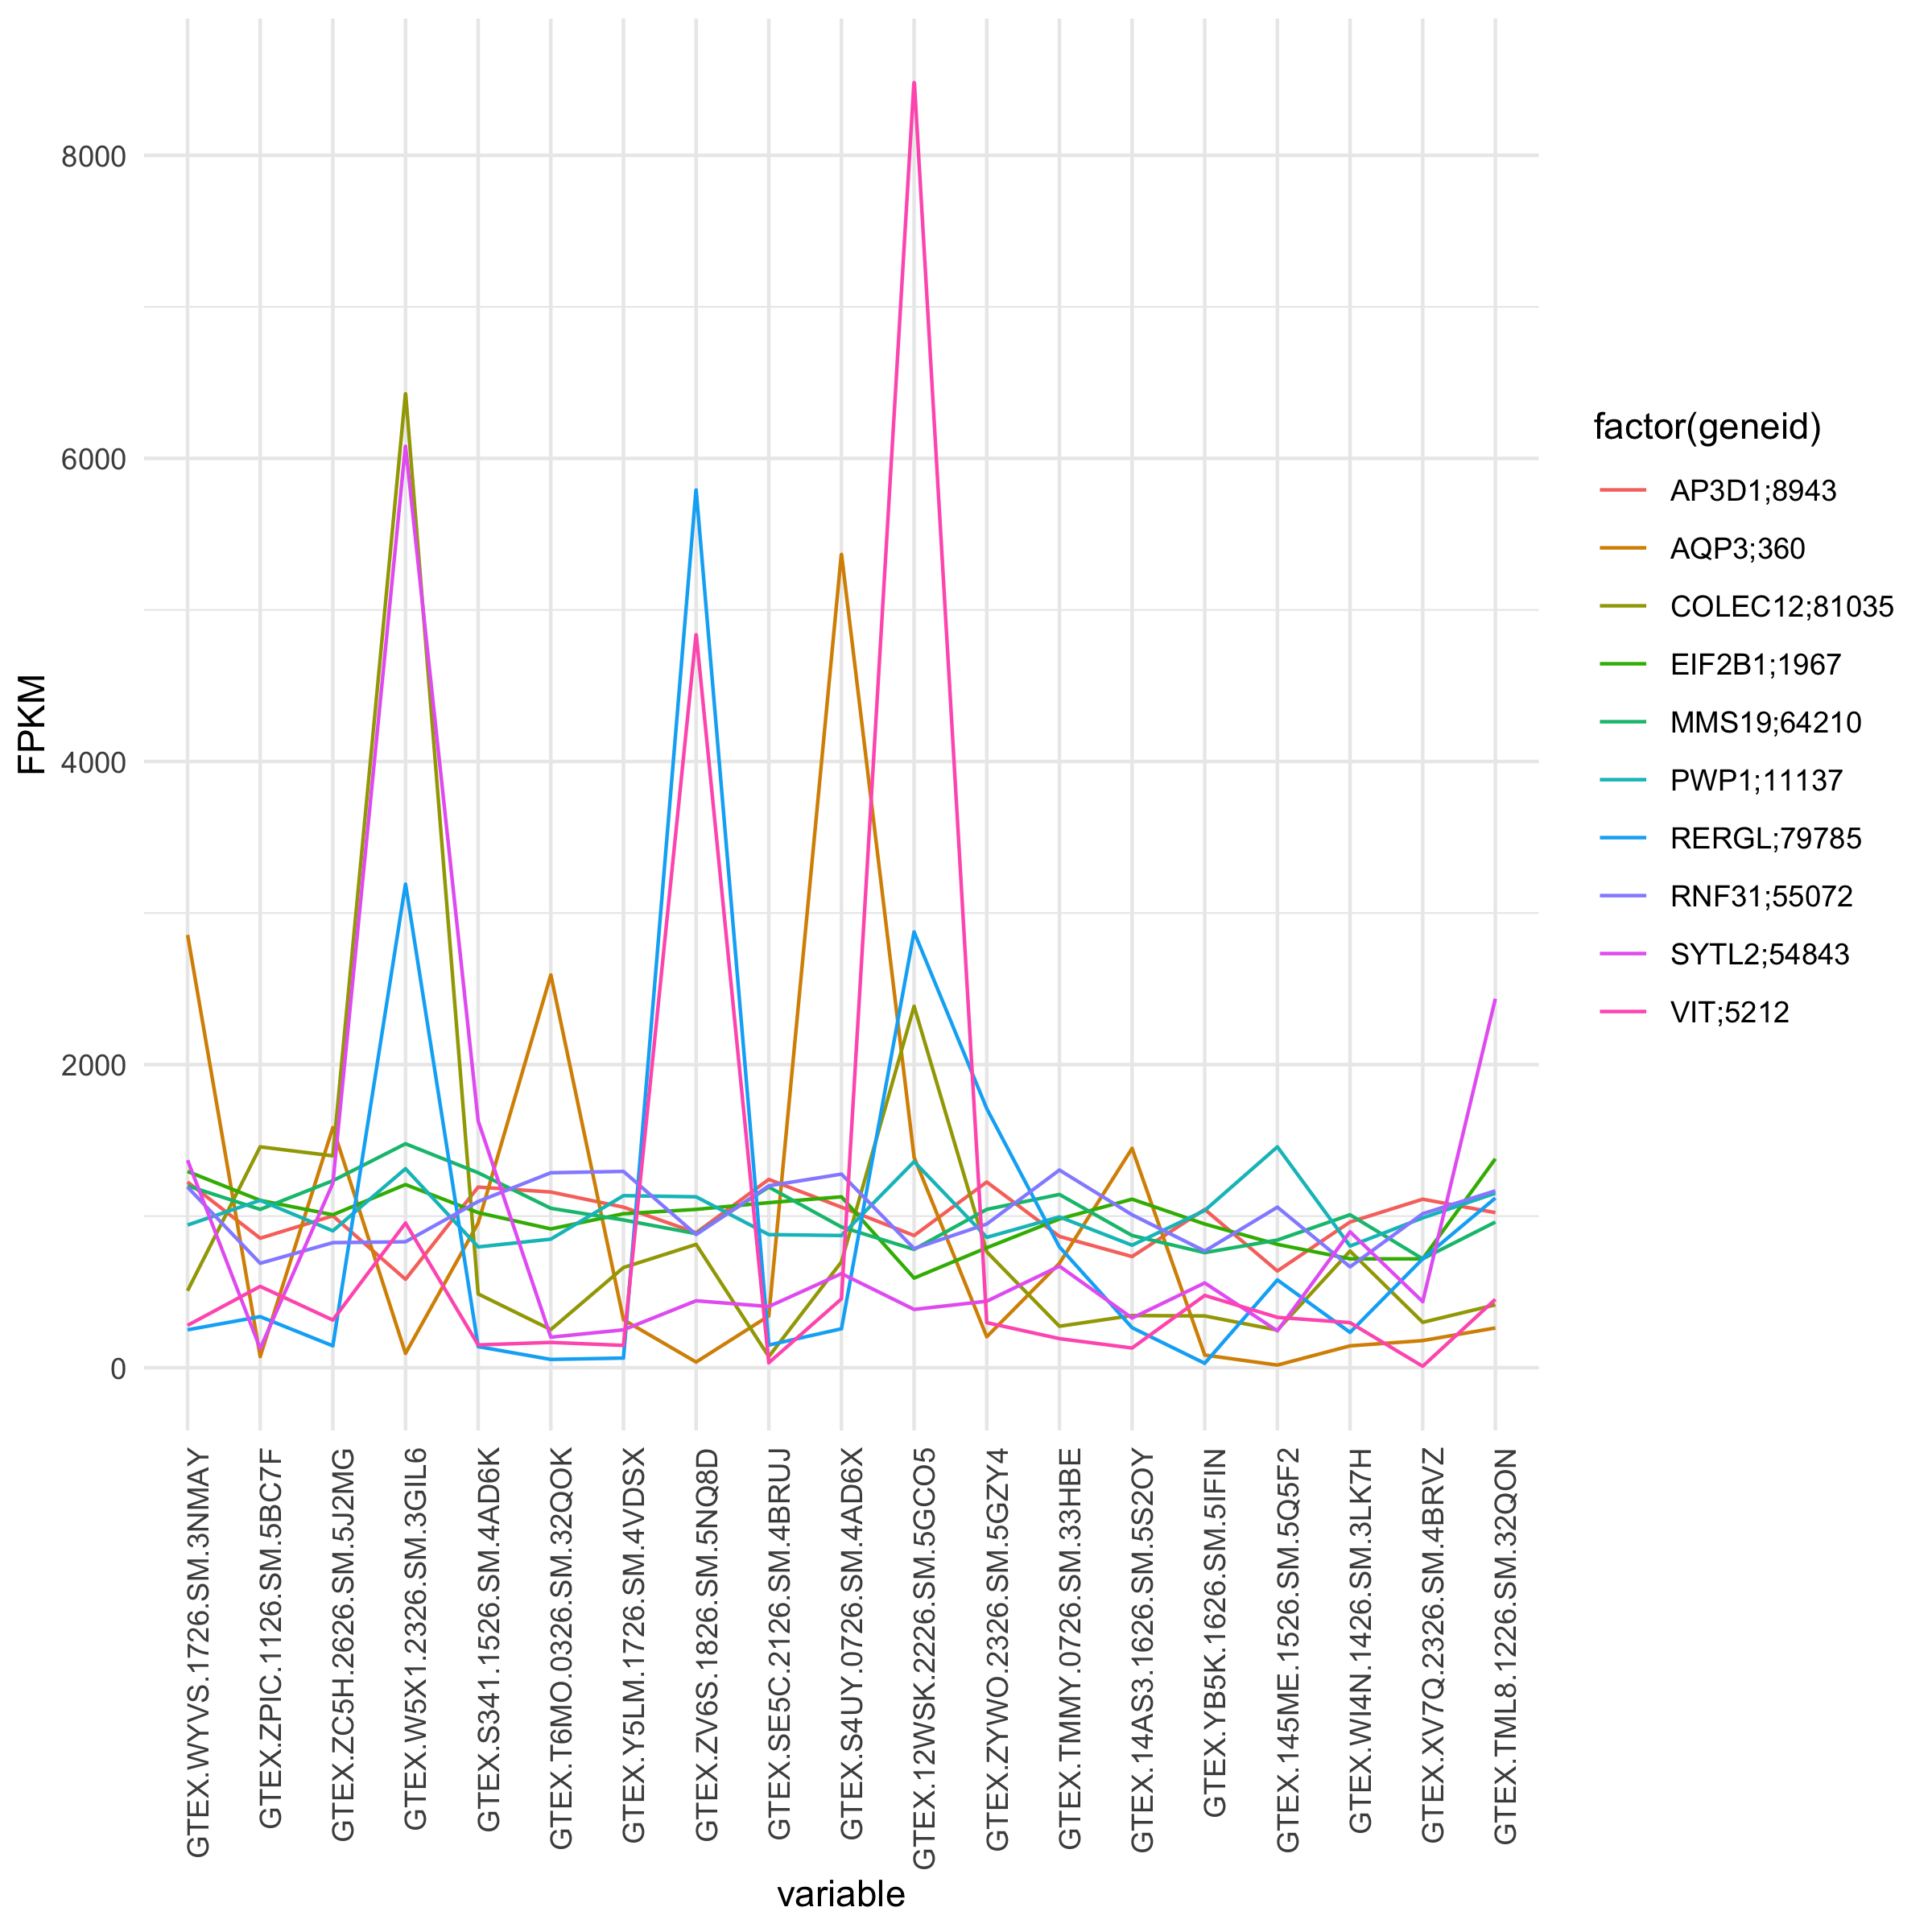 FPKM
8000
6000
4000
2000
0
GTEX.WYVS.1726.SM.3NMAY
GTEX.ZPIC.1126.SM.5BC7F
GTEX.ZC5H.2626.SM.5J2MG
GTEX.W5X1.2326.SM.3GIL6
GTEX.S341.1526.SM.4AD6K
GTEX.T6MO.0326.SM.32QOK
GTEX.Y5LM.1726.SM.4VDSX
GTEX.ZV6S.1826.SM.5NQ8D
GTEX.SE5C.2126.SM.4BRUJ
GTEX.S4UY.0726.SM.4AD6X
GTEX.12WSK.2226.SM.5GCO5
GTEX.ZYWO.2326.SM.5GZY4
GTEX.TMMY.0726.SM.33HBE
GTEX.14AS3.1626.SM.5S2OY
GTEX.YB5K.1626.SM.5IFIN
GTEX.145ME.1526.SM.5Q5F2
GTEX.WI4N.1426.SM.3LK7H
GTEX.XV7Q.2326.SM.4BRVZ
GTEX.TML8.1226.SM.32QON
variable
factor(geneid)
AP3D1;8943
AQP3;360
COLEC12;81035
EIF2B1;1967
MMS19;64210
PWP1;11137
RERGL;79785
RNF31;55072
SYTL2;54843
VIT;5212